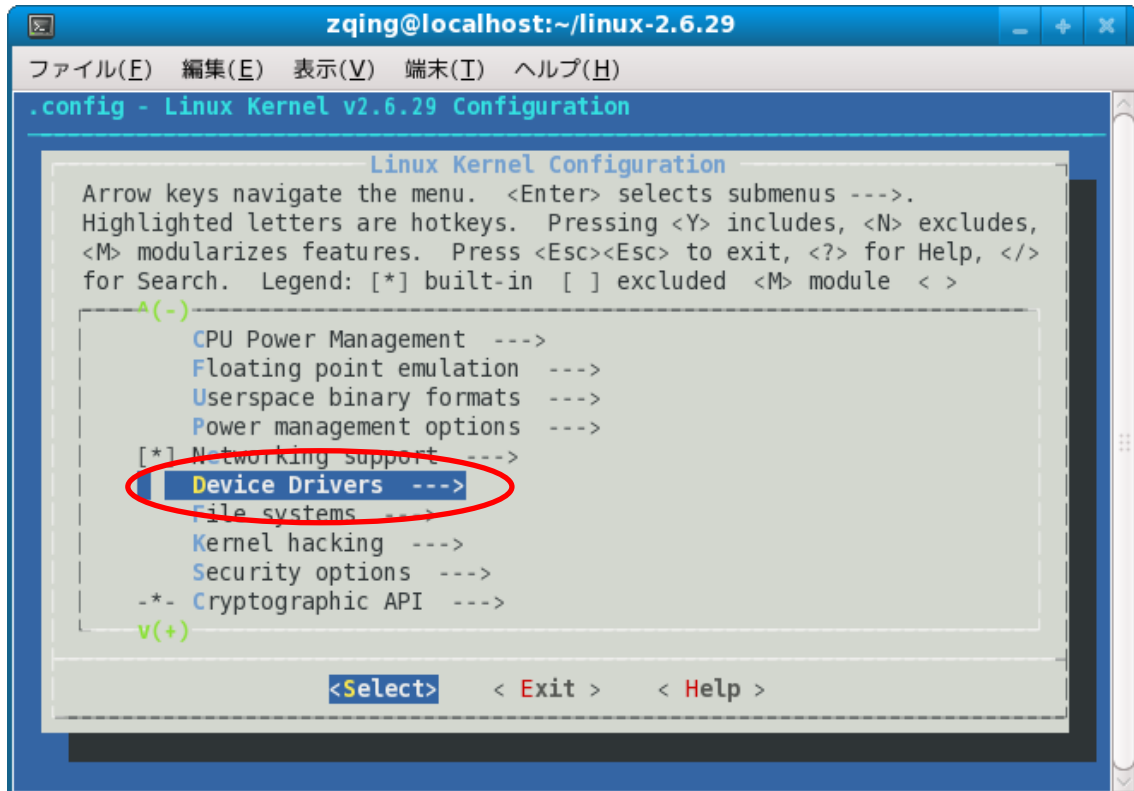 zqing@localhost:~/linux-2.6.29
ファイル(F) 編集(E) 表示(V) 端末(T) ヘルプ(H)
.config - Linux Kernel v2.6.29 Configuration
Linux Kernel Configuration
Arrow keys navigate the menu.  <Enter> selects submenus --->.
Highlighted letters are hotkeys.  Pressing <Y> includes, <N> excludes,
<M> modularizes features.  Press <Esc><Esc> to exit, <?> for Help, </>
for Search.  Legend: [*] built-in  [ ] excluded  <M> module  < >
^(-)
CPU Power Management  --->
Floating point emulation  --->
Userspace binary formats  --->
Power management options  --->
[*] Networking support  --->
Device Drivers  --->
File systems  --->
Kernel hacking  --->
Security options  --->
-*- Cryptographic API  --->
v(+)
<Select>    < Exit >    < Help >